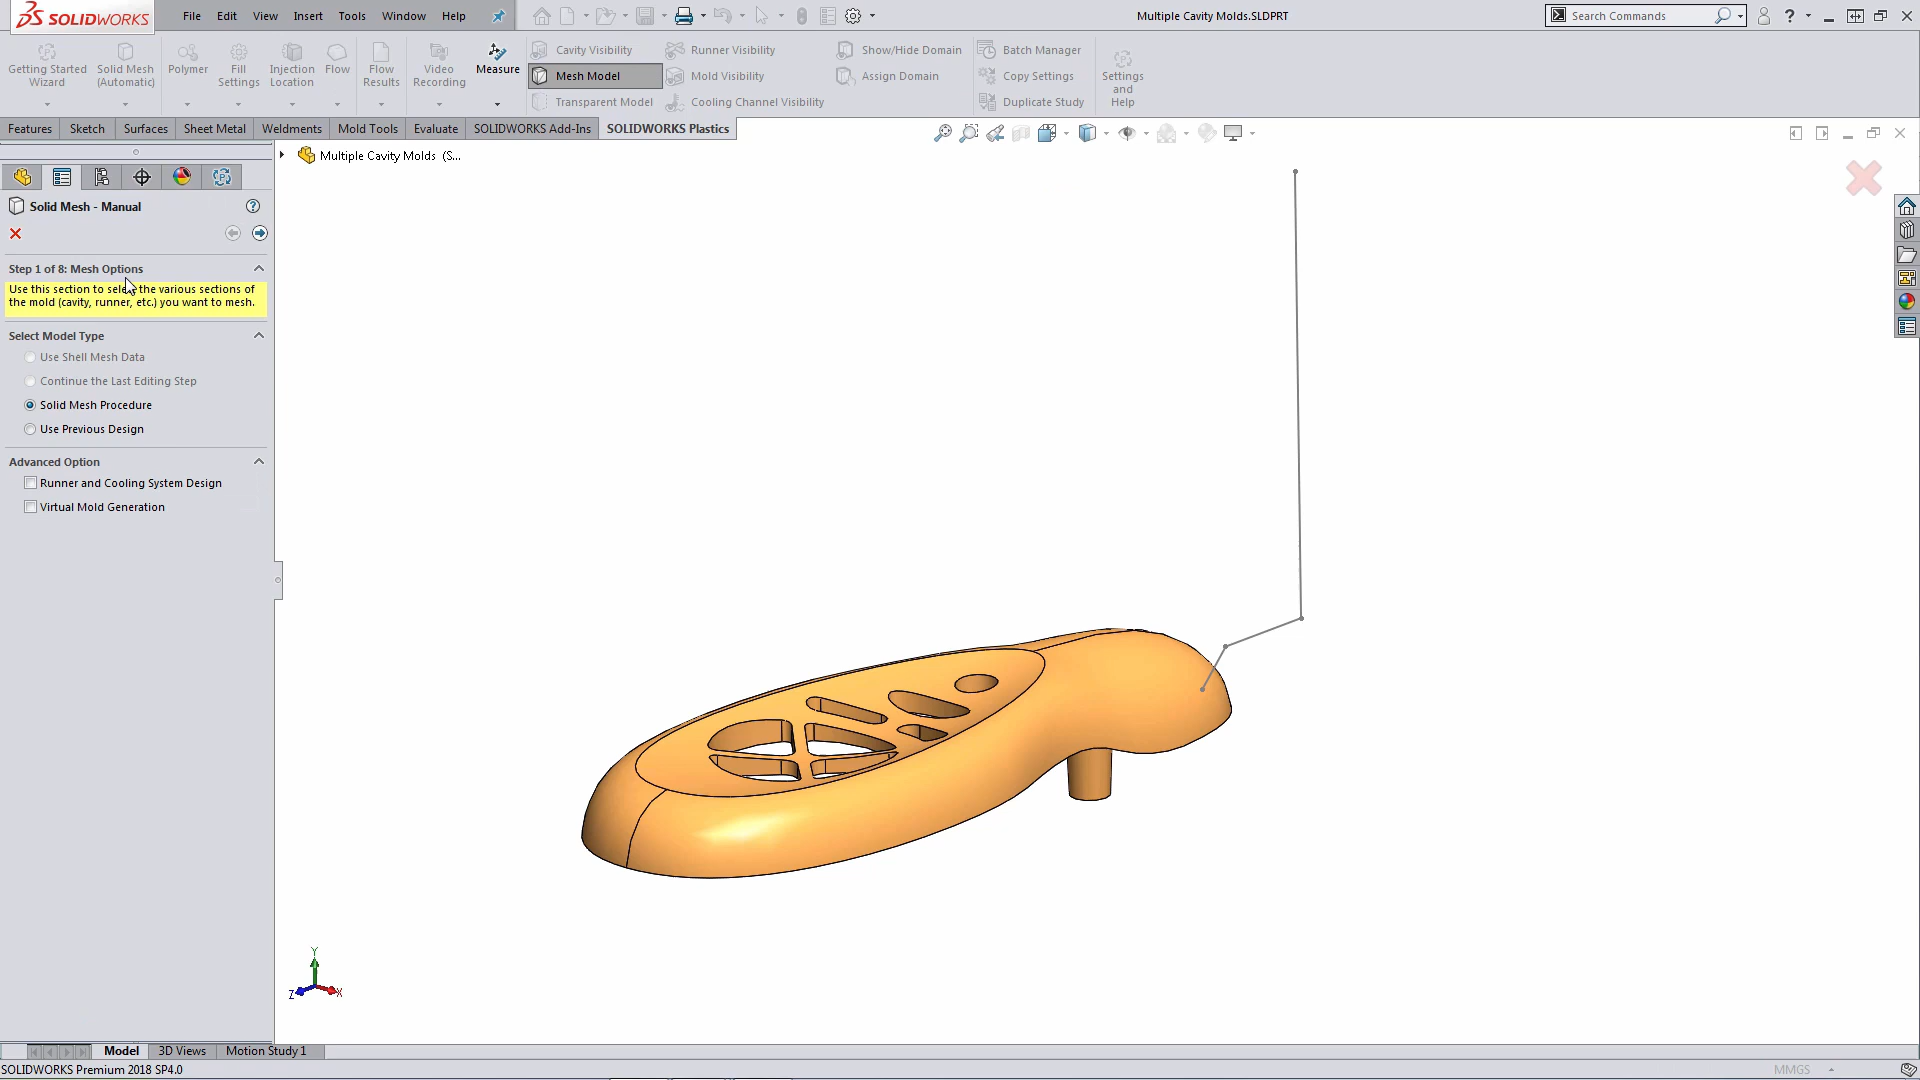 SOLIDWORKS
File Edit View Insert Tools Window Help
Multiple Cavity Molds.SLDPRT
Search Commands
Getting Started Wizard
Solid Mesh (Automatic)
Polymer
Fill Settings
Injection Location
Flow
Flow Results
Video Recording
Measure
Cavity Visibility
Mesh Model
Transparent Model
Runner Visibility
Mold Visibility
Cooling Channel Visibility
Show/Hide Domain
Assign Domain
Batch Manager
Copy Settings
Duplicate Study
Settings and Help
Features Sketch Surfaces Sheet Metal Weldments Mold Tools Evaluate SOLIDWORKS Add-Ins SOLIDWORKS Plastics
Multiple Cavity Molds (S...
Solid Mesh - Manual
Step 1 of 8: Mesh Options
Use this section to select the various sections of
the mold (cavity, runner, etc.) you want to mesh.
Select Model Type
Use Shell Mesh Data
Continue the Last Editing Step
Solid Mesh Procedure
Use Previous Design
Advanced Option
Runner and Cooling System Design
Virtual Mold Generation
Y
Z
X
Model 3D Views Motion Study 1
SOLIDWORKS Premium 2018 SP4.0
MMGS